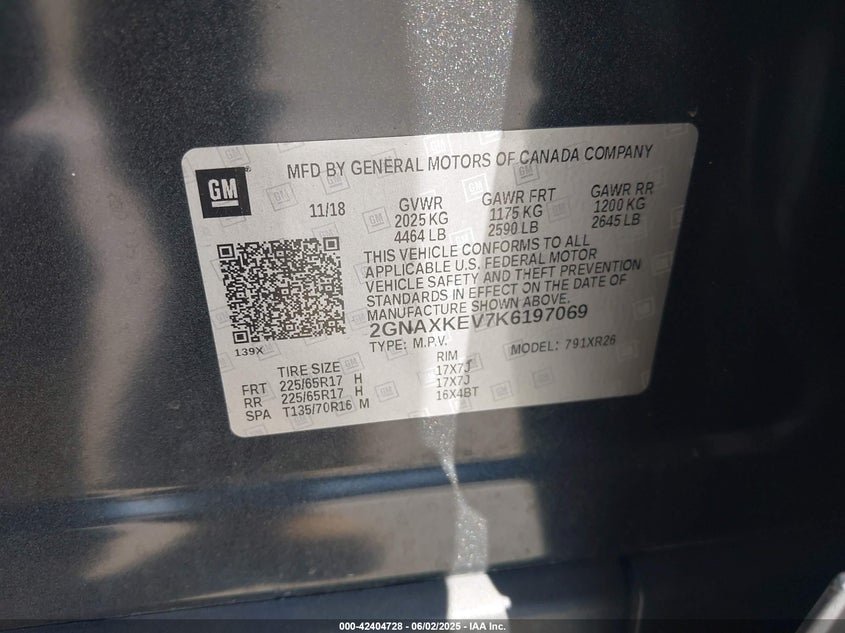 GM
®
MFD BY GENERAL MOTORS OF CANADA COMPANY
11/18
GVWR GAWR FRT GAWR RR
2025 KG 1175 KG 1200 KG
4464 LB 2590 LB 2645 LB
THIS VEHICLE CONFORMS TO ALL
APPLICABLE U.S. FEDERAL MOTOR
VEHICLE SAFETY AND THEFT PREVENTION
STANDARDS IN EFFECT ON THE DATE OF
MANUFACTURE SHOWN ABOVE.
2GNAXKEV7K6197069
TYPE: M.P.V. MODEL: 791XR26
139X
TIRE SIZE RIM
FRT 225/65R17 H 17X7J
RR 225/65R17 H 17X7J
SPA T135/70R16 M 16X4BT
000-42404728 - 06/02/2025 - IAA Inc.